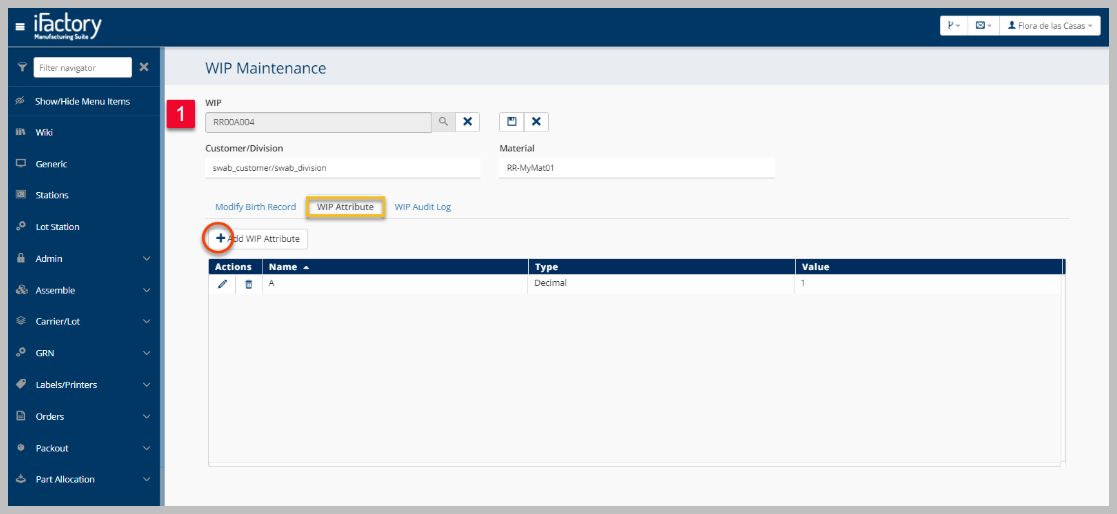 iFactory
Manufacturing Suite
Flora de las Casas
Filter navigator
WIP Maintenance
Show/Hide Menu Items
Wiki
Generic
Stations
Lot Station
Admin
Assemble
Carrier/Lot
GRN
Labels/Printers
Orders
Packout
Part Allocation
1
WIP
RR00A004
Customer/Division
Material
swab_customer/swab_division
RR-MyMat01
Modify Birth Record
WIP Attribute
WIP Audit Log
Add WIP Attribute
Actions Name Type Value
A Decimal 1